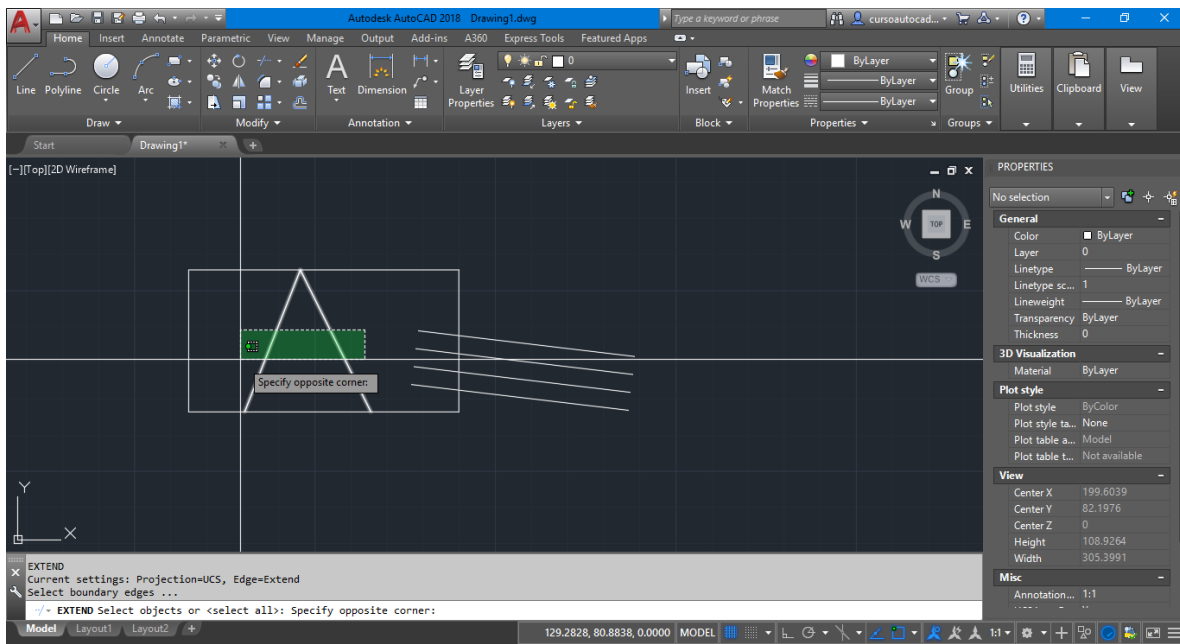 Autodesk AutoCAD 2018 Drawing1.dwg
Type a keyword or phrase
cursoautocad...
Home Insert Annotate Parametric View Manage Output Add-ins A360 Express Tools Featured Apps
Line Polyline Circle Arc
Text Dimension
Layer Properties
0
Insert
Match Properties
ByLayer
ByLayer
ByLayer
Group
Utilities
Clipboard
View
Draw Modify Annotation Layers Block Properties Groups
Start Drawing1* +
[−][Top][2D Wireframe]
N
W TOP E
S
WCS
Specify opposite corner:
Y
X
PROPERTIES
No selection
General
Color ByLayer
Layer 0
Linetype ByLayer
Linetype sc... 1
Lineweight ByLayer
Transparency ByLayer
Thickness 0
3D Visualization
Material ByLayer
Plot style
Plot style ByColor
Plot style ta... None
Plot table a... Model
Plot table t... Not available
View
Center X 199.6039
Center Y 82.1976
Center Z 0
Height 108.9264
Width 305.3991
Misc
Annotation... 1:1
EXTEND
Current settings: Projection=UCS, Edge=Extend
Select boundary edges ...
EXTEND Select objects or <select all>: Specify opposite corner:
Model Layout1 Layout2 +
129.2828, 80.8838, 0.0000 MODEL 1:1